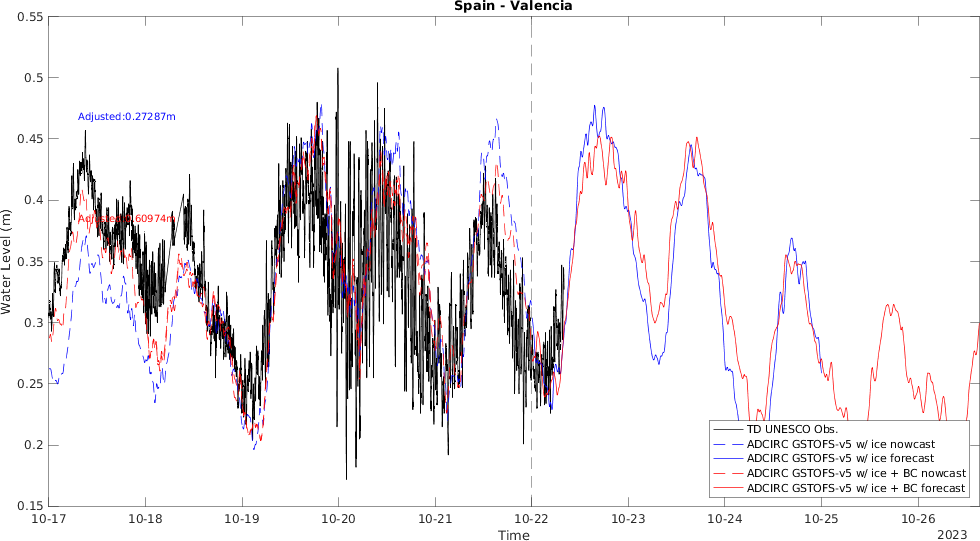 Spain - Valencia
0.55
0.5
0.45
0.4
0.35
0.3
0.25
0.2
0.15
Water Level (m)
Adjusted:0.27287m
Adjusted:0.60974m
10-17
10-18
10-19
10-20
10-21
10-22
10-23
10-24
10-25
10-26
Time
2023
TD UNESCO Obs.
ADCIRC GSTOFS-v5 w/ ice nowcast
ADCIRC GSTOFS-v5 w/ ice forecast
ADCIRC GSTOFS-v5 w/ ice + BC nowcast
ADCIRC GSTOFS-v5 w/ ice + BC forecast